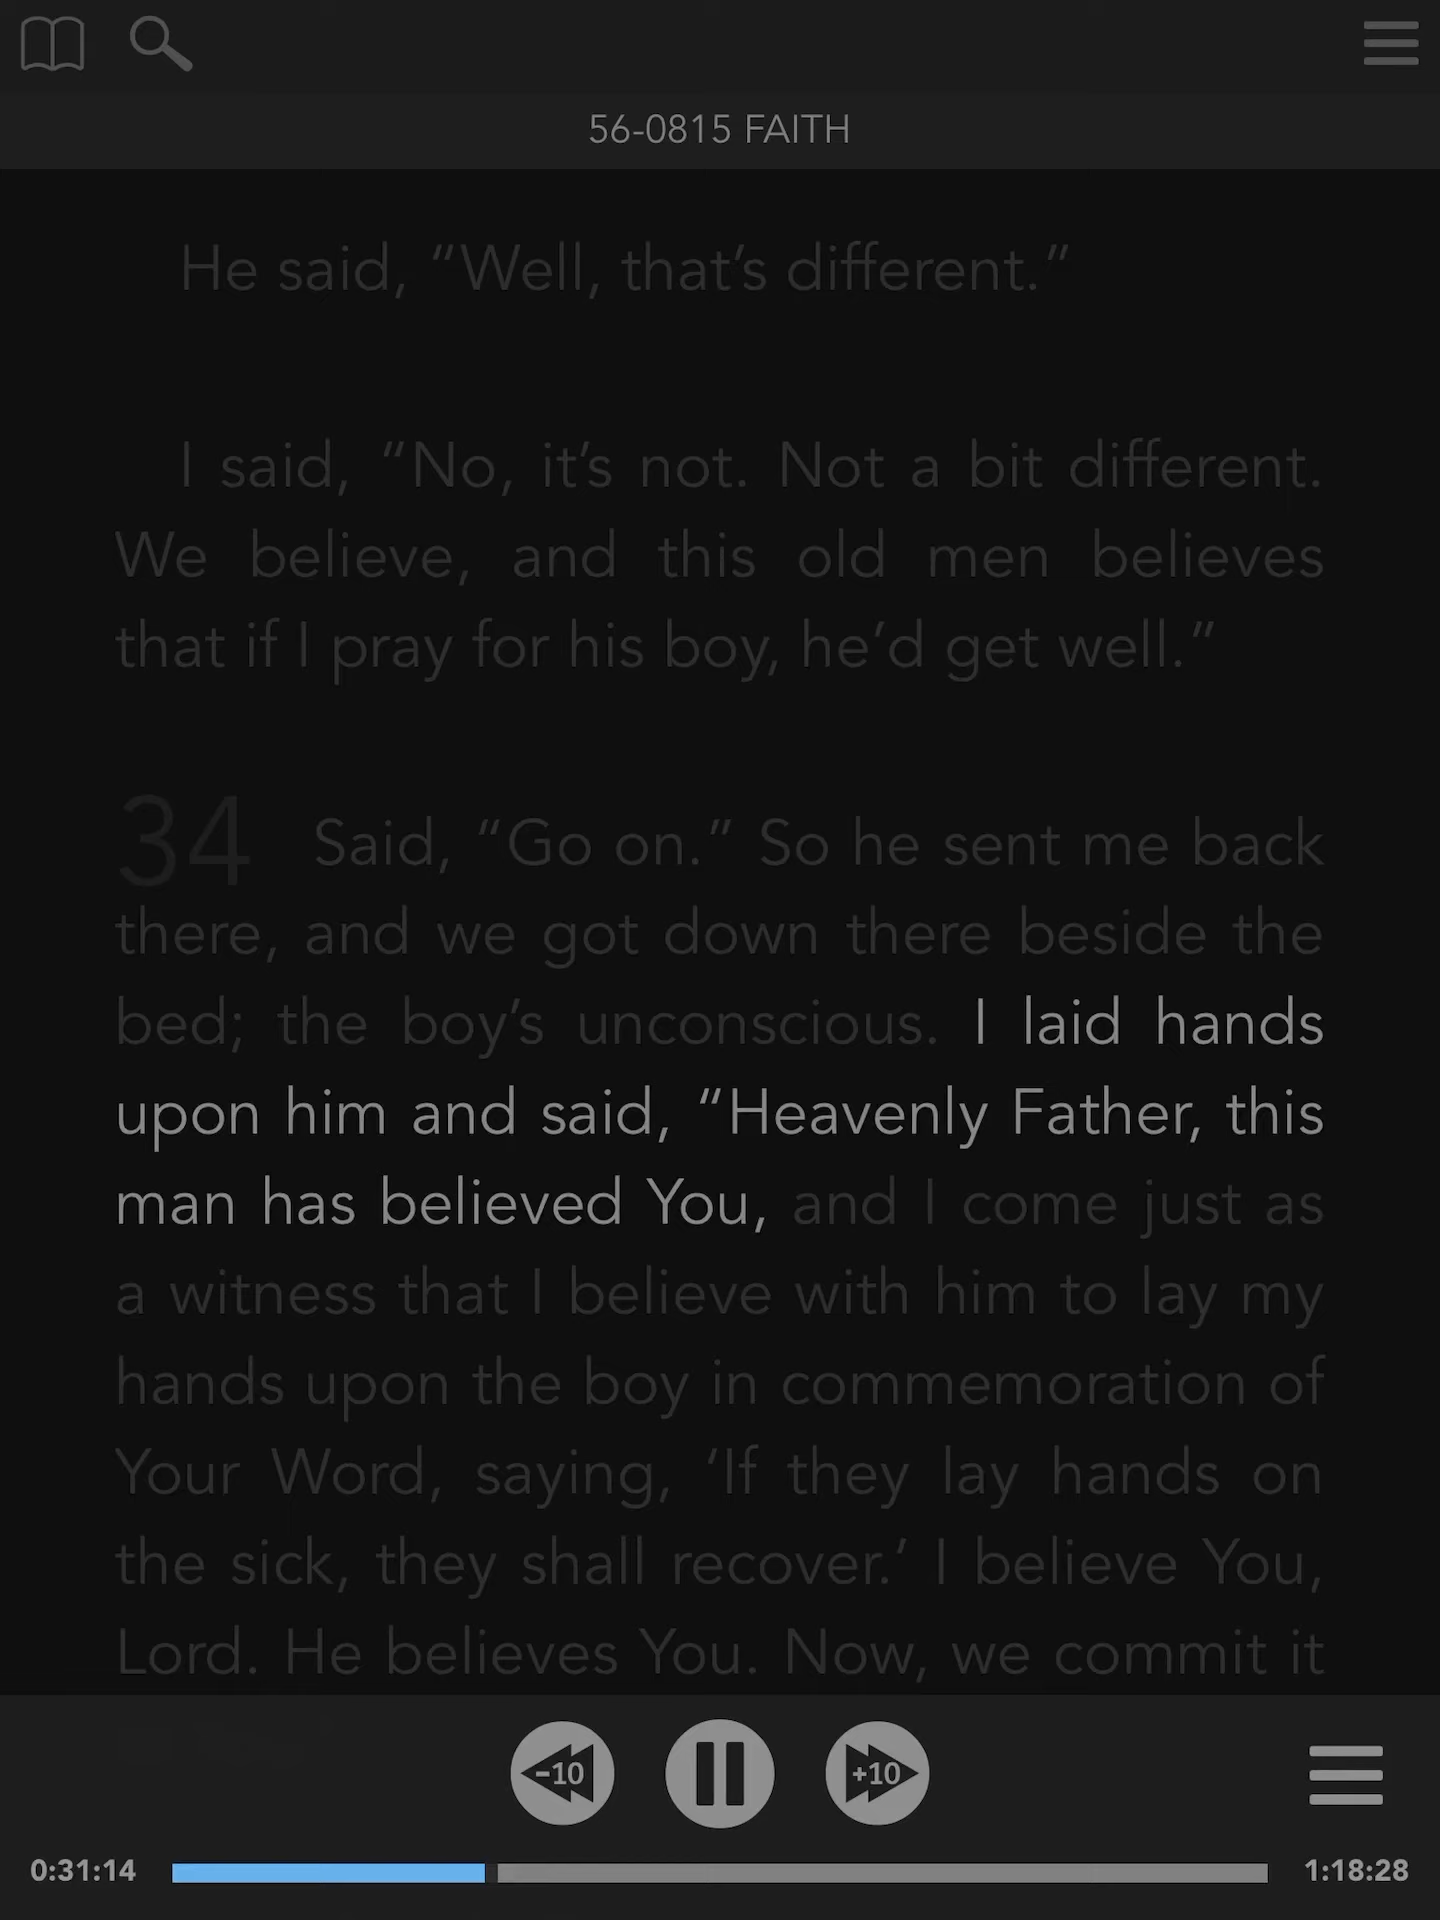 56-0815 FAITH
He said, “Well, that’s different.”
I said, “No, it’s not. Not a bit different.
We believe, and this old men believes
that if I pray for his boy, he’d get well.”
34 Said, “Go on.” So he sent me back
there, and we got down there beside the
bed; the boy’s unconscious. I laid hands
upon him and said, “Heavenly Father, this
man has believed You, and I come just as
a witness that I believe with him to lay my
hands upon the boy in commemoration of
Your Word, saying, ‘If they lay hands on
the sick, they shall recover.’ I believe You,
Lord. He believes You. Now, we commit it
-10 +10
0:31:14 1:18:28